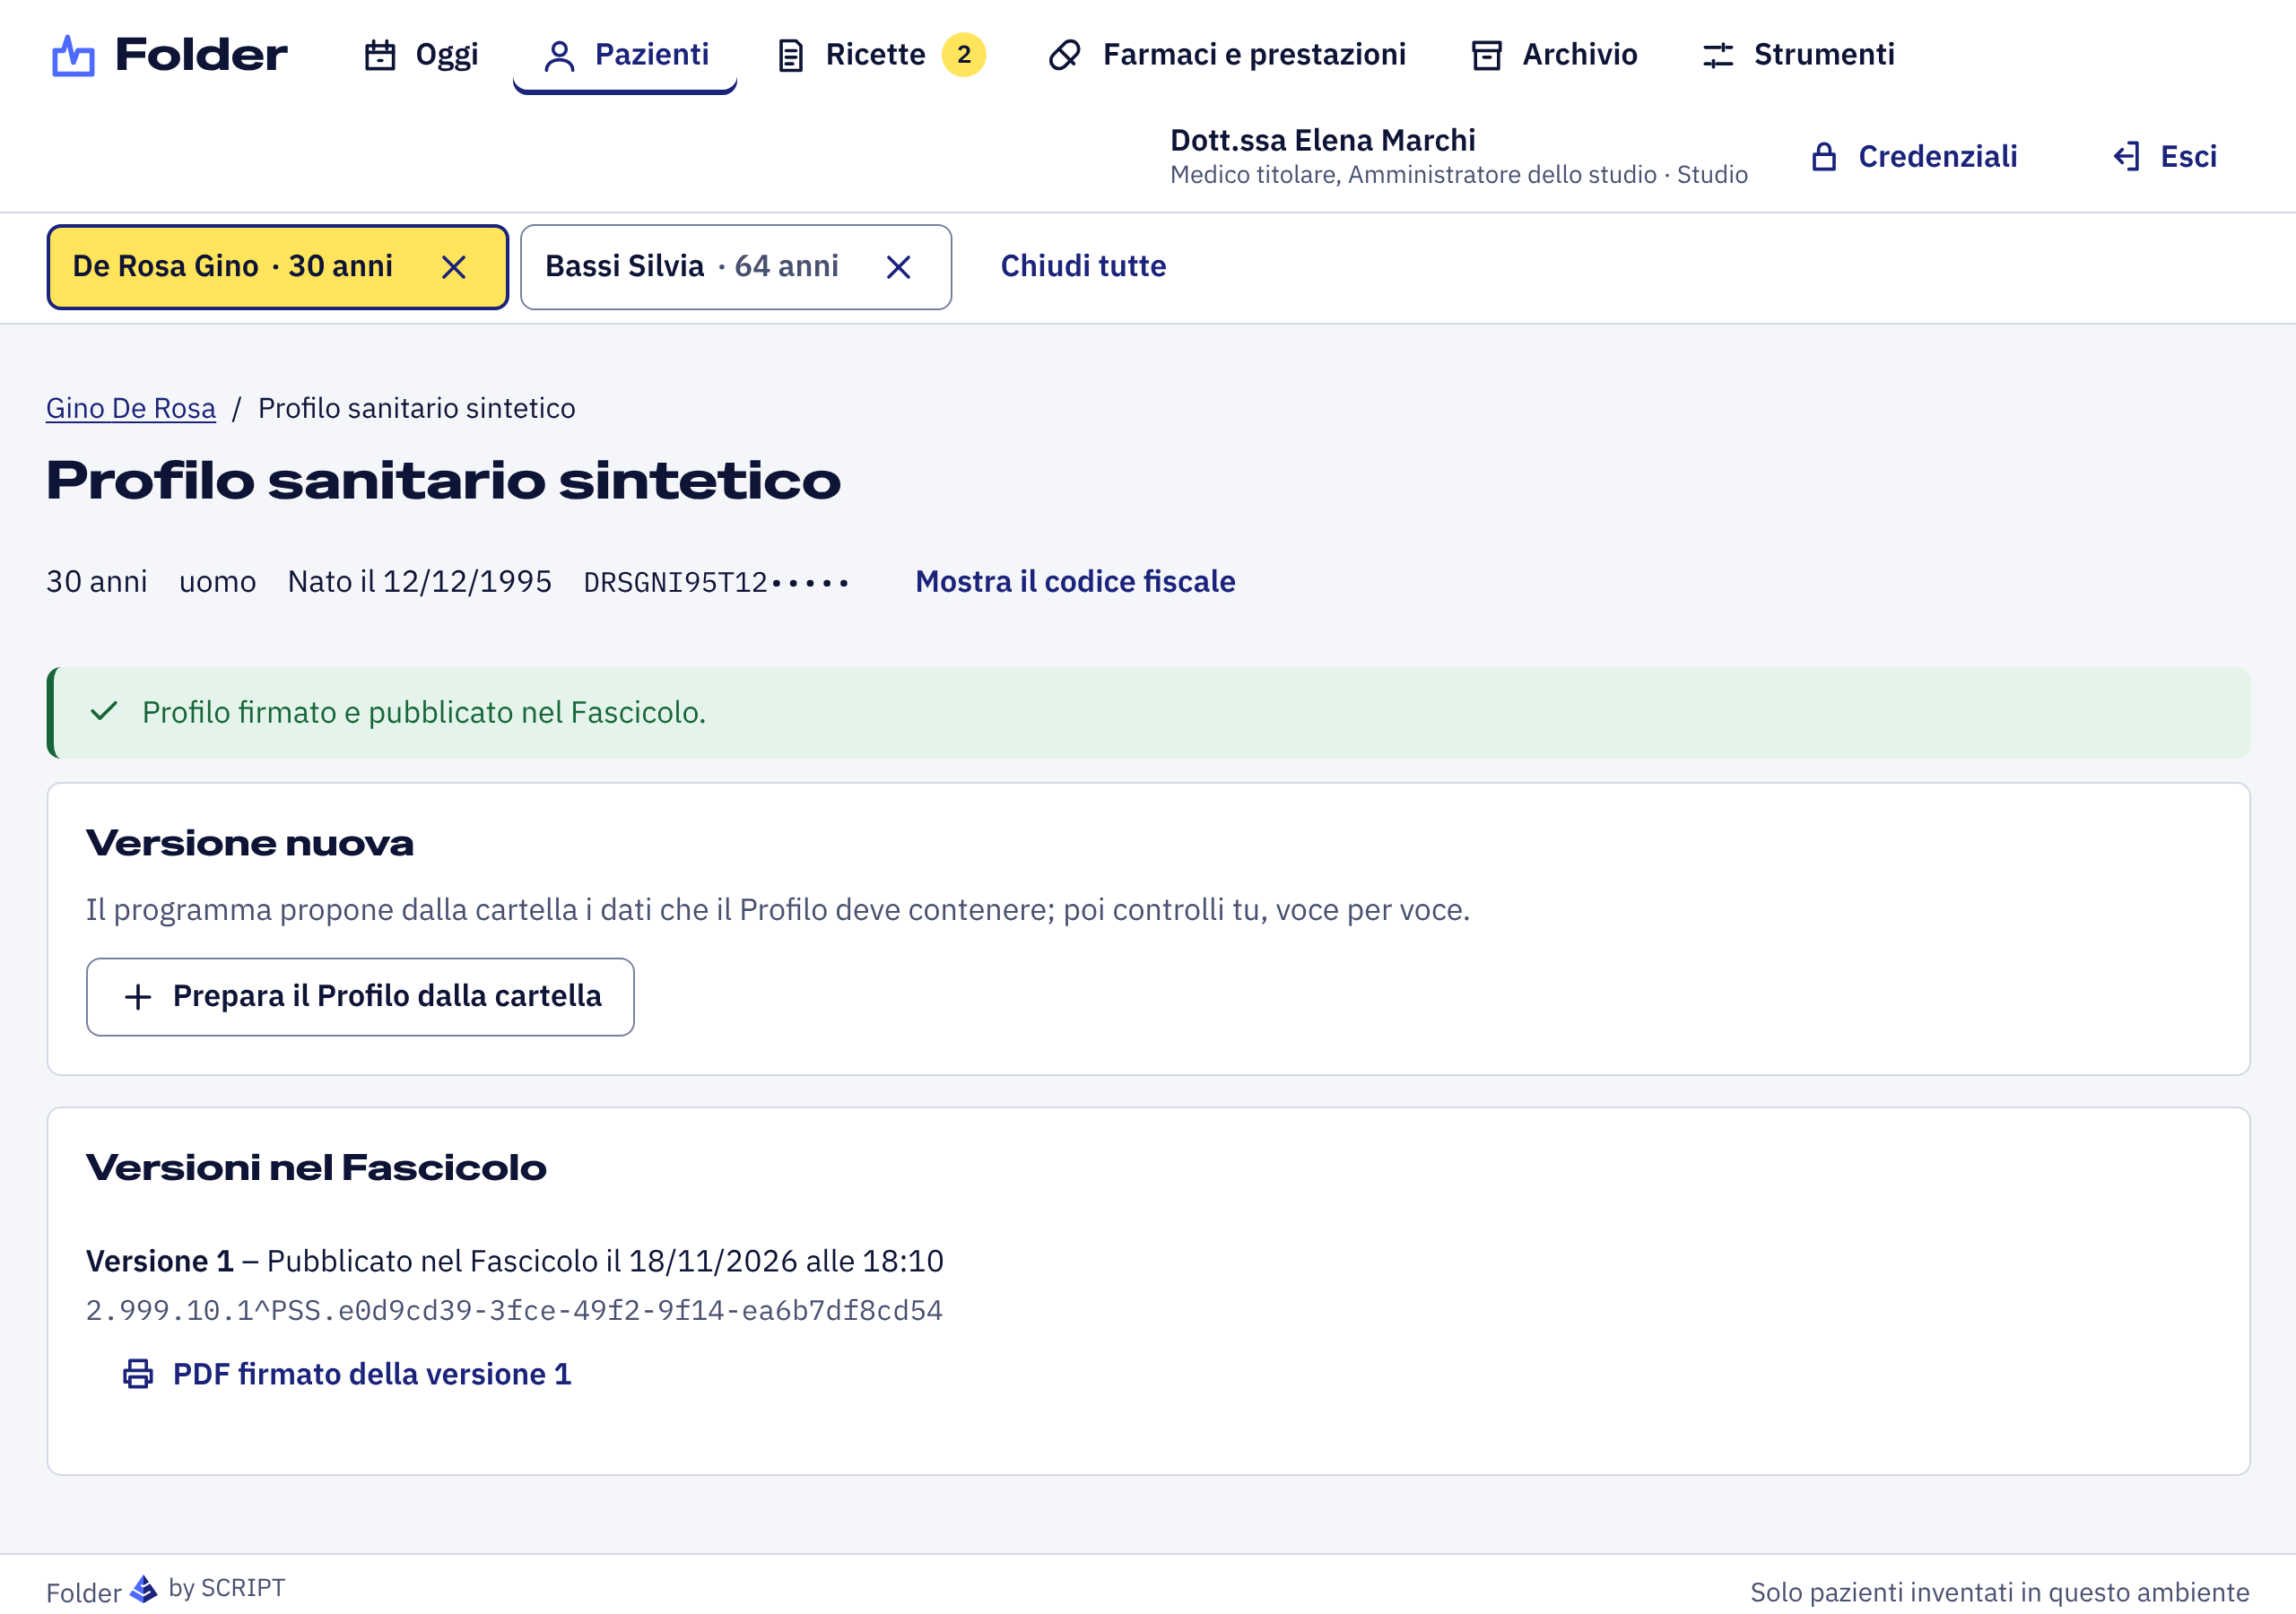 Folder
Oggi
Pazienti
Ricette 2
Farmaci e prestazioni
Archivio
Strumenti
Dott.ssa Elena Marchi
Medico titolare, Amministratore dello studio · Studio
Credenziali
Esci
De Rosa Gino · 30 anni
Bassi Silvia · 64 anni
Chiudi tutte
Gino De Rosa / Profilo sanitario sintetico
Profilo sanitario sintetico
30 anni uomo Nato il 12/12/1995 DRSGNI95T12••••• Mostra il codice fiscale
Profilo firmato e pubblicato nel Fascicolo.
Versione nuova
Il programma propone dalla cartella i dati che il Profilo deve contenere; poi controlli tu, voce per voce.
Prepara il Profilo dalla cartella
Versioni nel Fascicolo
Versione 1 – Pubblicato nel Fascicolo il 18/11/2026 alle 18:10
2.999.10.1^PSS.e0d9cd39-3fce-49f2-9f14-ea6b7df8cd54
PDF firmato della versione 1
Folder by SCRIPT
Solo pazienti inventati in questo ambiente